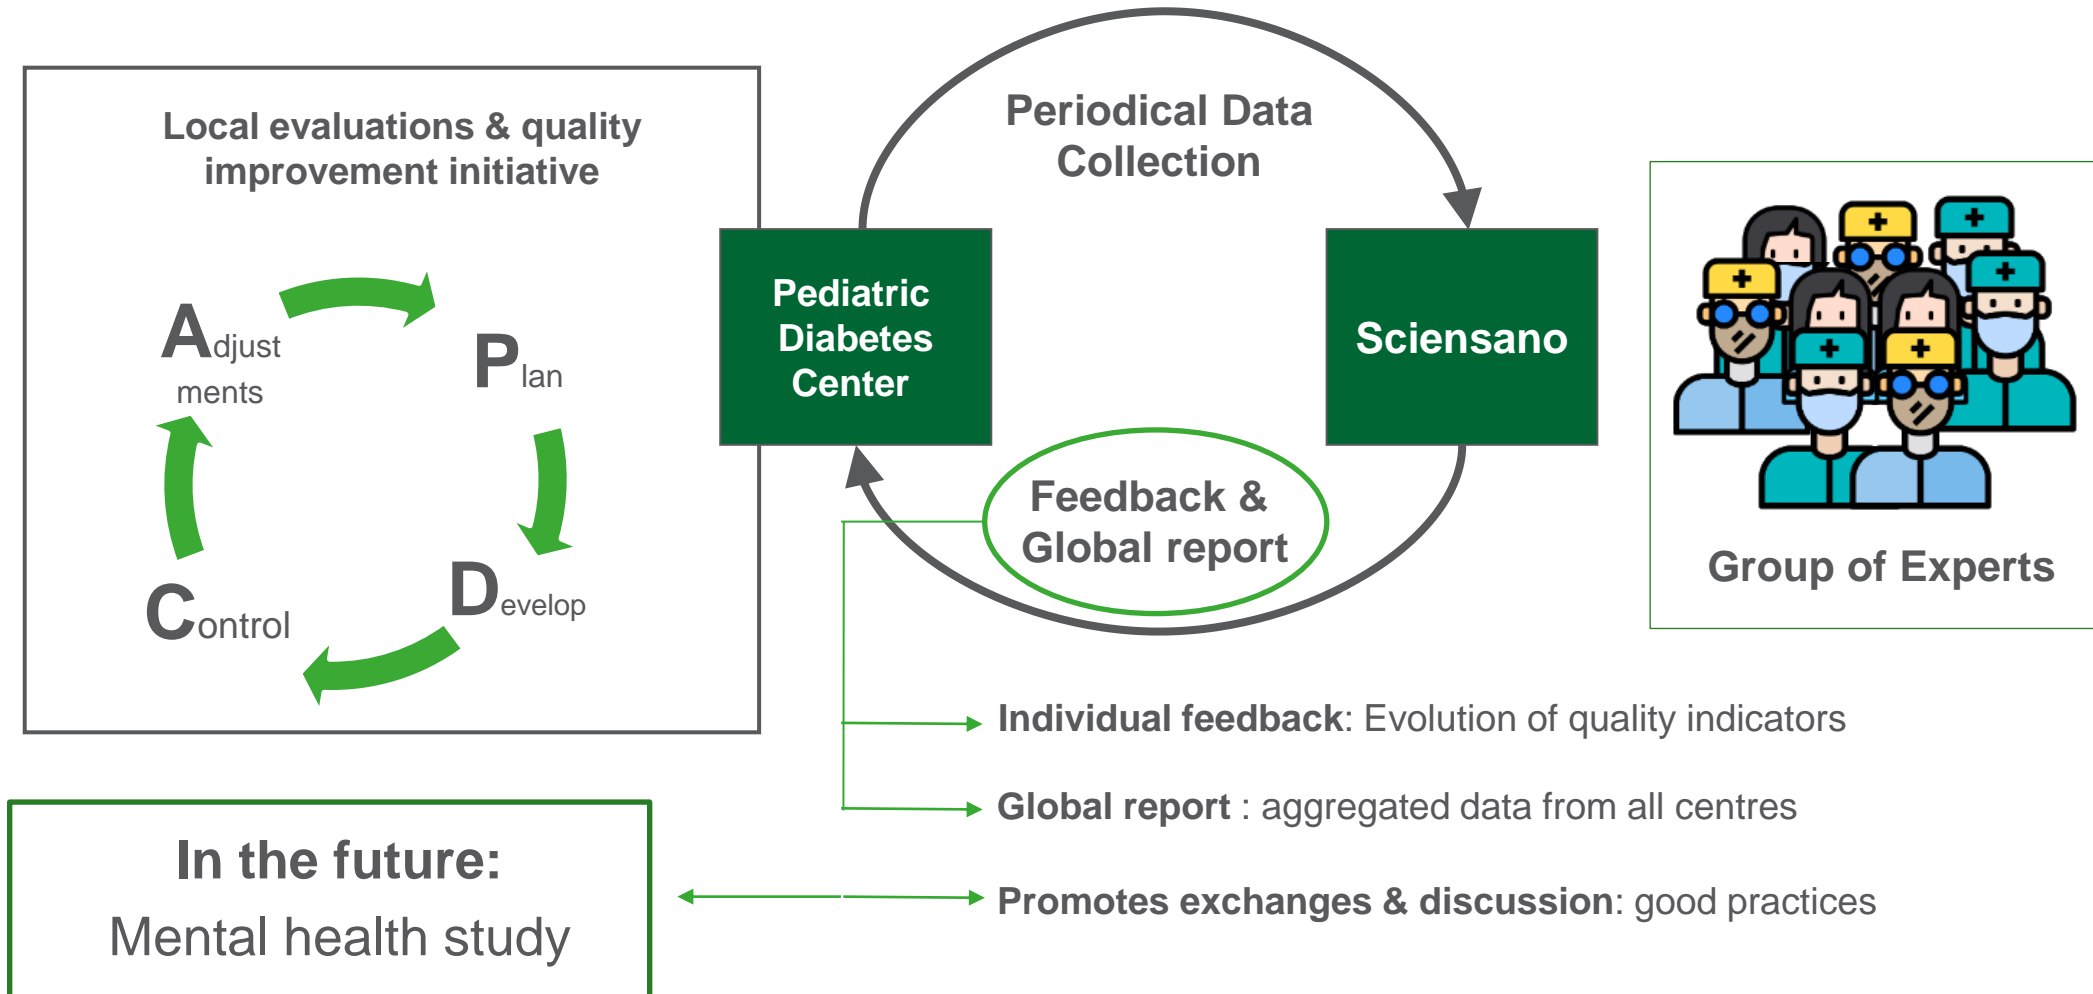 Local evaluations & quality
improvement initiative
Adjust
ments
Plan
Develop
Control
Periodical Data
Collection
Pediatric
Diabetes
Center
Sciensano
Feedback &
Global report
Group of Experts
Individual feedback: Evolution of quality indicators
Global report : aggregated data from all centres
Promotes exchanges & discussion: good practices
In the future:
Mental health study